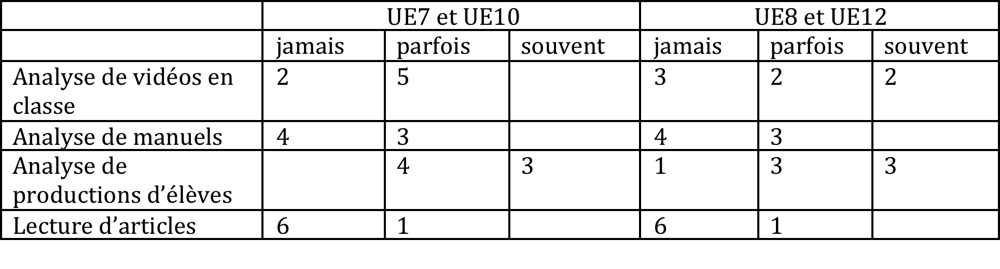 UE7 et UE10 UE8 et UE12
jamais parfois souvent jamais parfois souvent
Analyse de vidéos en 2 5 3 2 2
classe
Analyse de manuels 4 3 4 3
Analyse de 4 3 1 3 3
productions d’élèves
Lecture d’articles 6 1 6 1